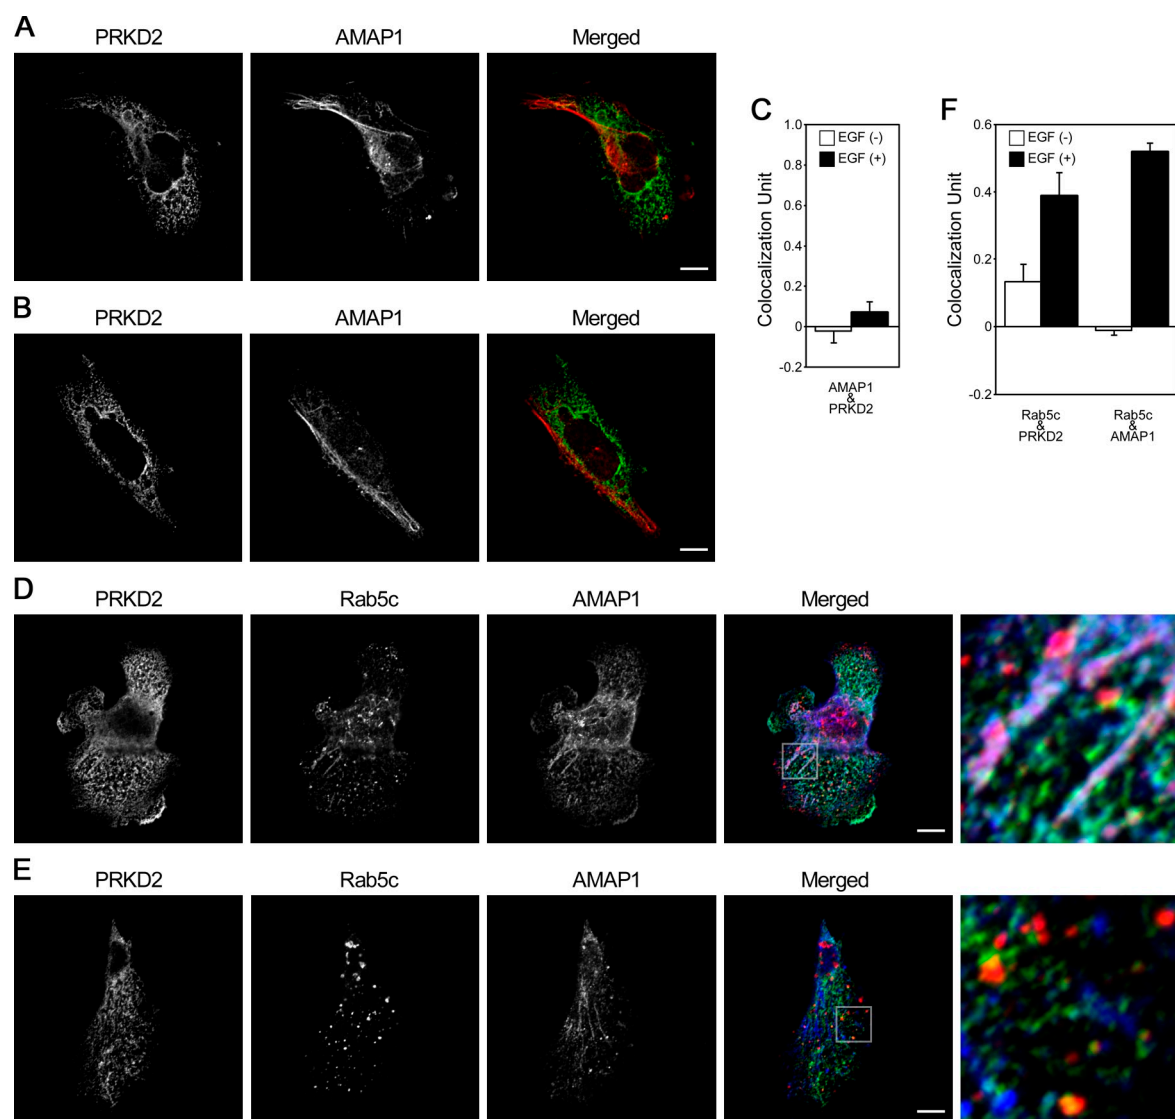 A
PRKD2 AMAP1 Merged
B
PRKD2 AMAP1 Merged
C
EGF (-)
EGF (+)
Colocalization Unit
1.0
0.8
0.6
0.4
0.2
0
-0.2
AMAP1
&
PRKD2
F
EGF (-)
EGF (+)
Colocalization Unit
0.6
0.4
0.2
0
-0.2
Rab5c
&
PRKD2
Rab5c
&
AMAP1
D
PRKD2 Rab5c AMAP1 Merged
E
PRKD2 Rab5c AMAP1 Merged